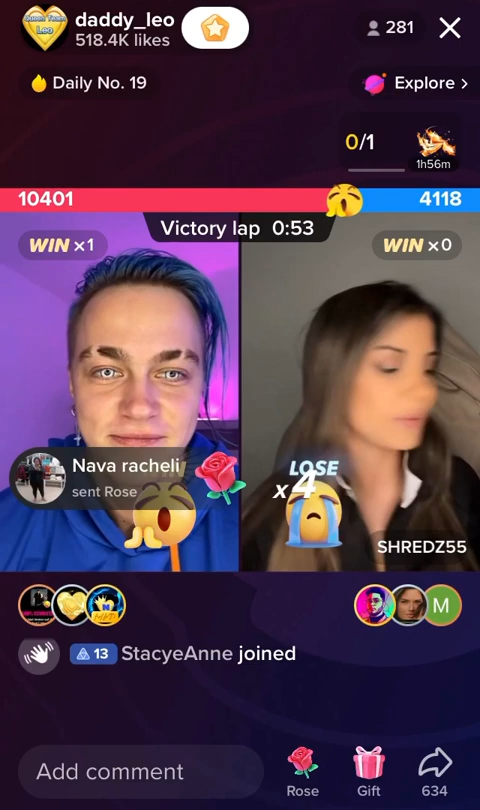 daddy_leo
518.4K likes
281
Daily No. 19
Explore >
0/1
1h56m
10401
4118
Victory lap 0:53
WIN x1
WIN x0
Nava racheli
sent Rose
LOSE
x4
SHREDZ55
M
13 StacyeAnne joined
Add comment
Rose
Gift
634